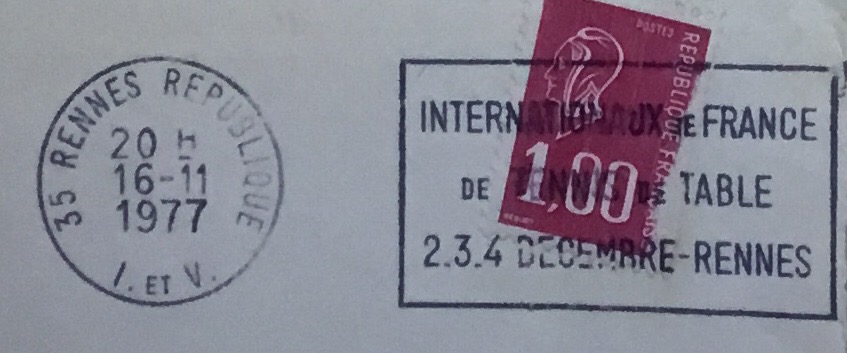 35 RENNES REPUBLIQUE
20 H
16-11
1977
I. ET V.
POSTES
REPUBLIQUE FRANÇAISE
1,00
INTERNATIONAUX DE FRANCE
DE TENNIS DE TABLE
2.3.4 DECEMBRE-RENNES